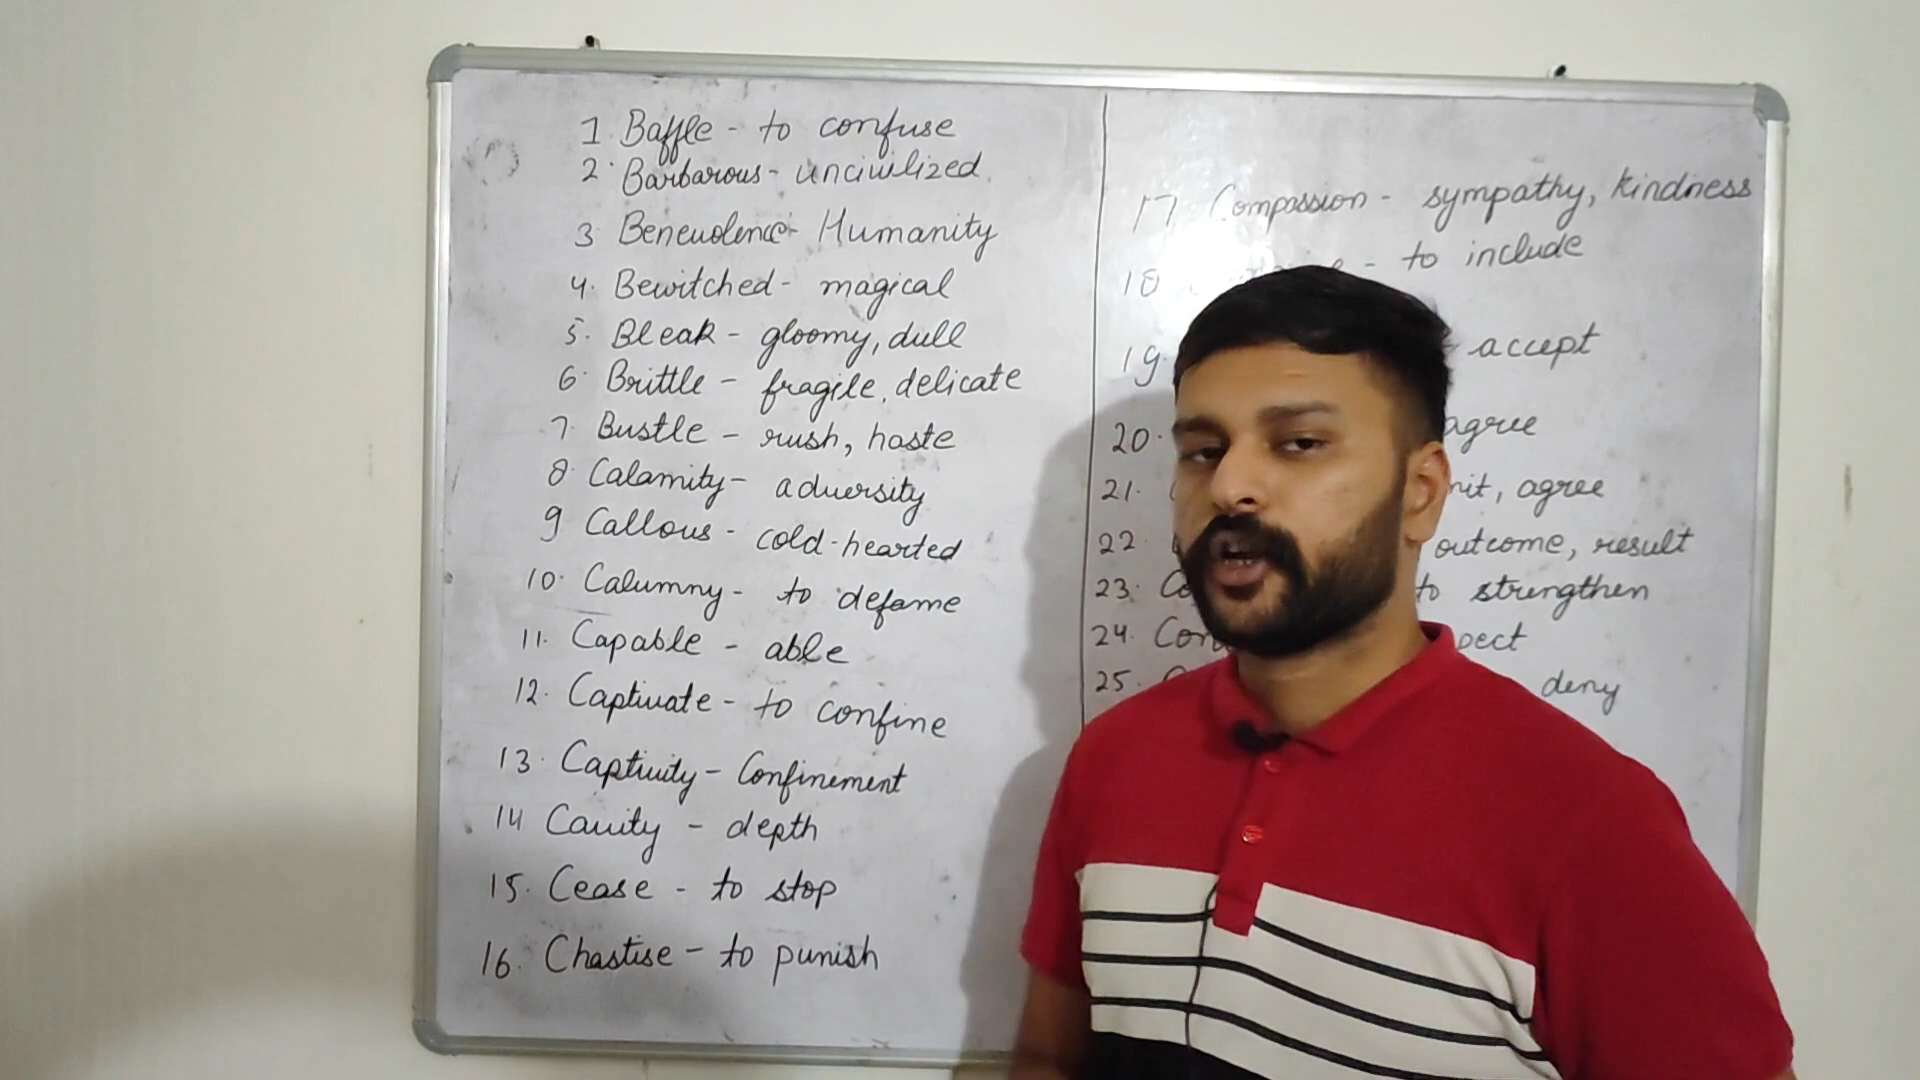 1. Baffle - to confuse
2. Barbarous - uncivilized
3 Benevolence - Humanity
4. Bewitched - magical
5. Bleak - gloomy, dull
6. Brittle - fragile, delicate
7. Bustle - rush, haste
8. Calamity - adversity
9 Callous - cold-hearted
10. Calumny - to defame
11. Capable - able
12. Captivate - to confine
13. Captivity - Confinement
14 Cavity - depth
15. Cease - to stop
16. Chastise - to punish
17 Compassion - sympathy, kindness
18 - to include
19. accept
20. agree
21. agree
22. outcome, result
23. to strengthen
24.
25. deny